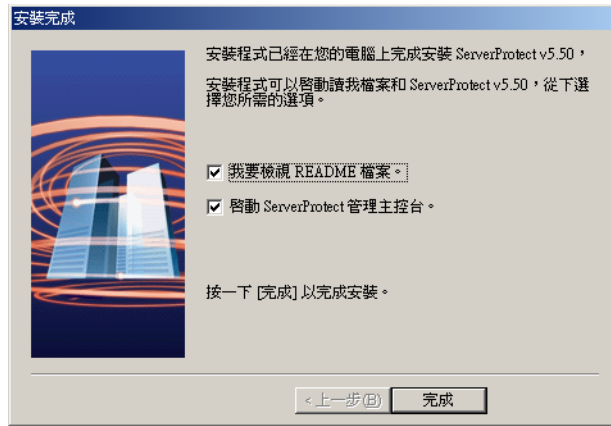 安裝完成
安裝程式已經在您的電腦上完成安裝 ServerProtect v5.50，
安裝程式可以啓動讀我檔案和 ServerProtect v5.50，從下選
擇您所需的選項。
我要檢視 README 檔案。
啓動 ServerProtect 管理主控台。
按一下 [完成] 以完成安裝。
<上一步(B)
完成